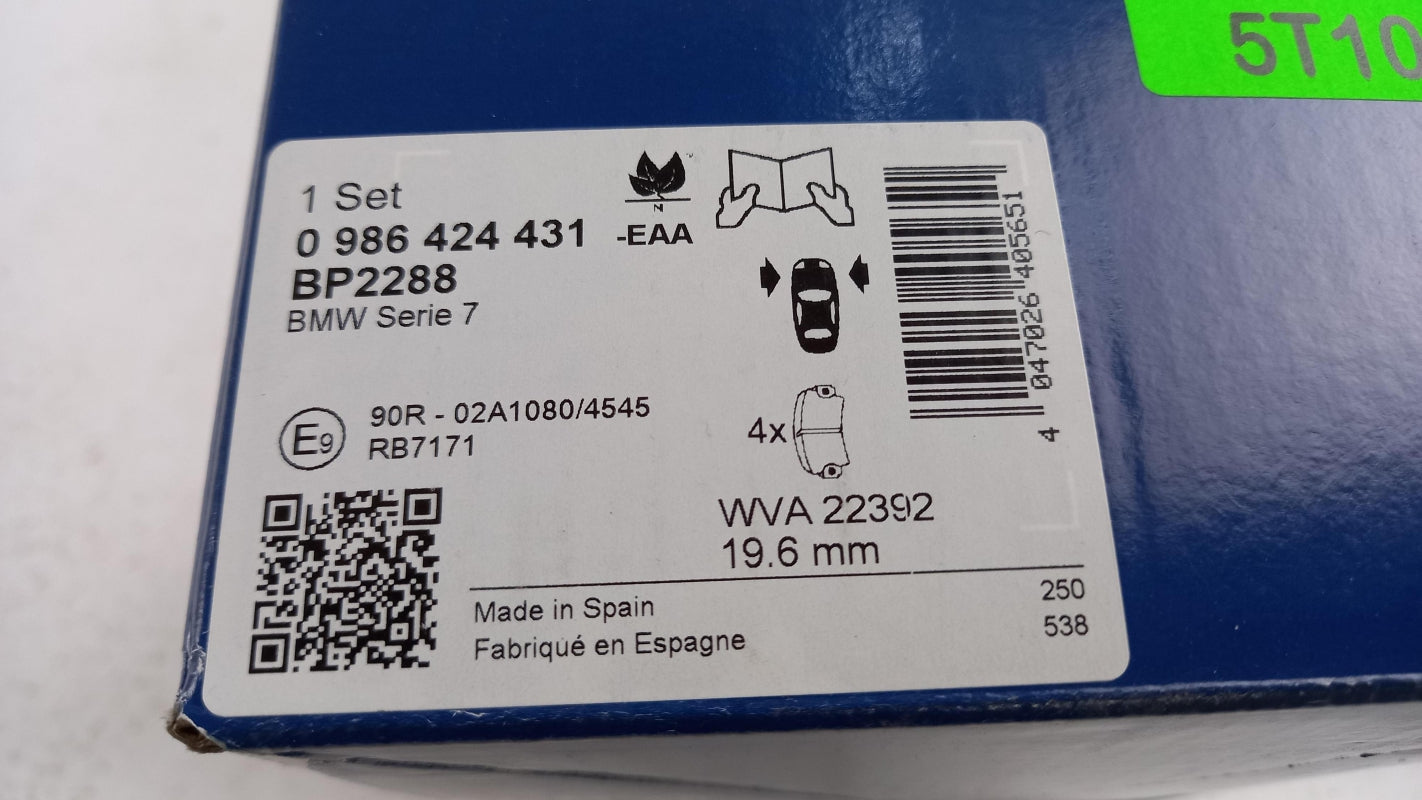 5T10
1 Set
0 986 424 431 -EAA
BP2288
BMW Serie 7
N
E9
90R - 02A1080/4545
RB7171
4x
WVA 22392
19.6 mm
4 047026 405651
Made in Spain
Fabriqué en Espagne
250
538